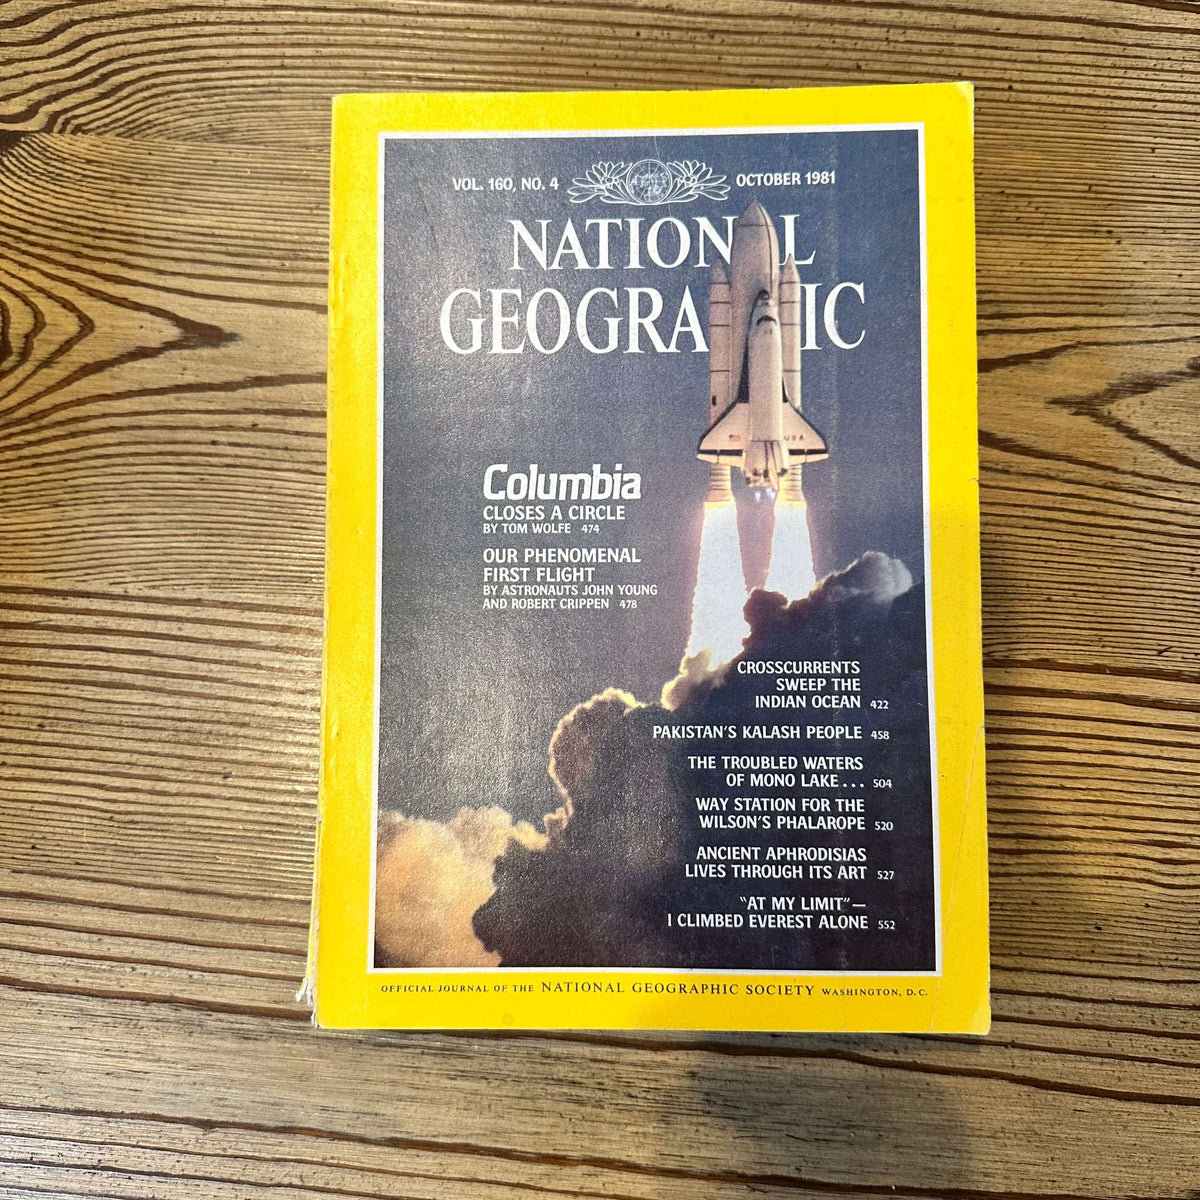 VOL. 160, NO. 4 OCTOBER 1981
NATIONAL
GEOGRAPHIC
Columbia
CLOSES A CIRCLE
BY TOM WOLFE 474
OUR PHENOMENAL
FIRST FLIGHT
BY ASTRONAUTS JOHN YOUNG
AND ROBERT CRIPPEN 478
USA
CROSSCURRENTS
SWEEP THE
INDIAN OCEAN 422
PAKISTAN'S KALASH PEOPLE 458
THE TROUBLED WATERS
OF MONO LAKE... 504
WAY STATION FOR THE
WILSON'S PHALAROPE 520
ANCIENT APHRODISIAS
LIVES THROUGH ITS ART 527
"AT MY LIMIT"—
I CLIMBED EVEREST ALONE 552
OFFICIAL JOURNAL OF THE NATIONAL GEOGRAPHIC SOCIETY WASHINGTON, D.C.